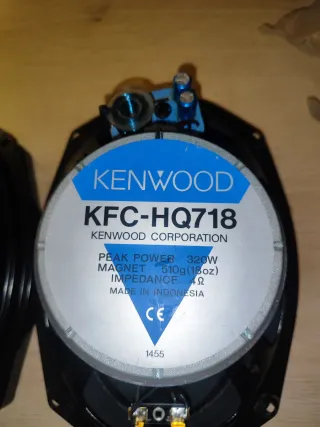 KENWOOD
KFC-HQ718
KENWOOD CORPORATION
PEAK POWER 320W
MAGNET 510g(18oz)
IMPEDANCE 4Ω
MADE IN INDONESIA
CE
1455